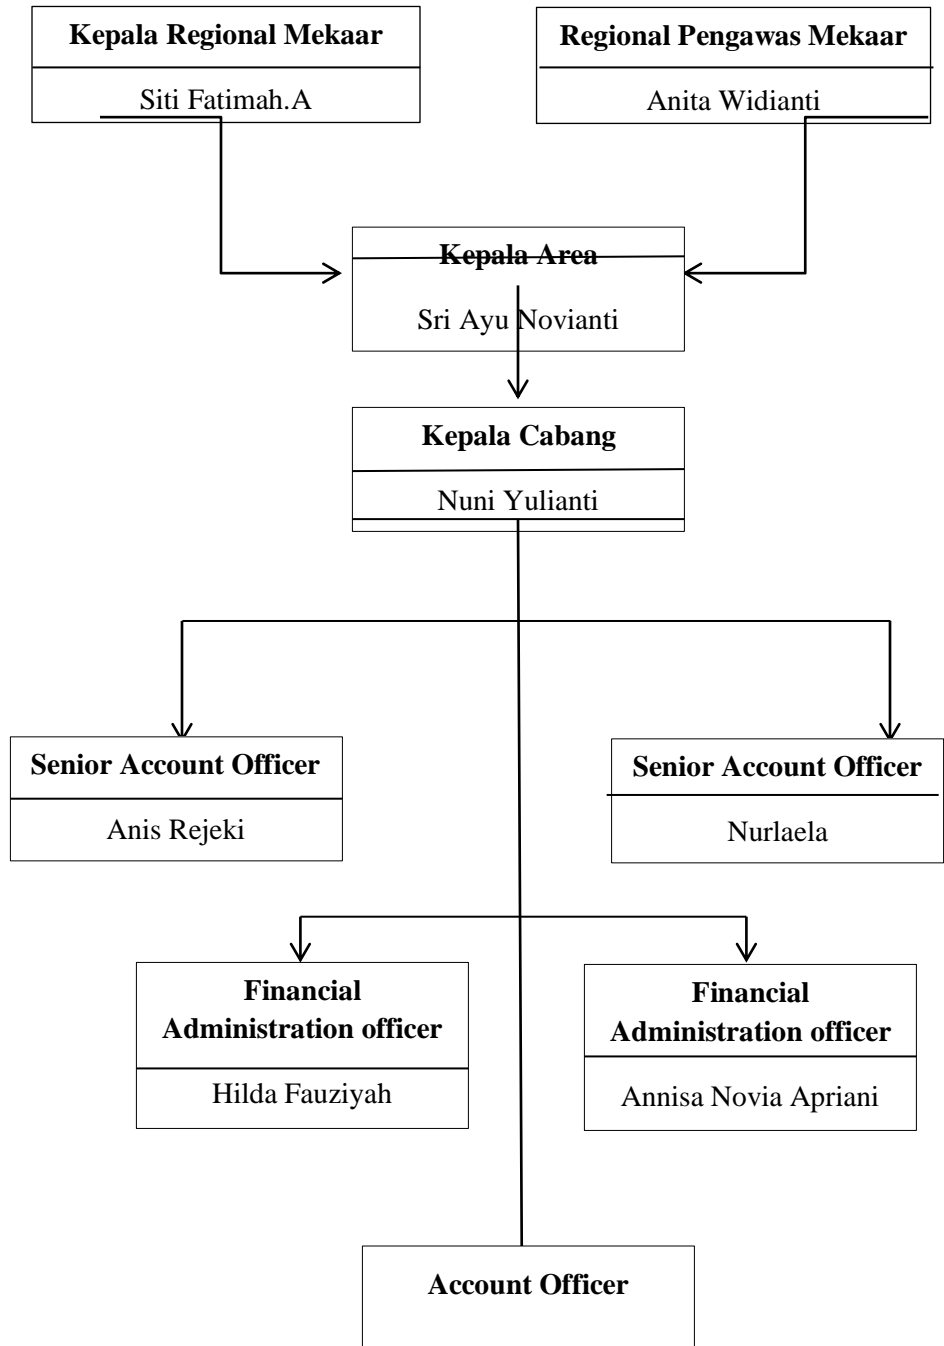 Kepala Regional Mekaar
Siti Fatimah.A
Regional Pengawas Mekaar
Anita Widianti
Kepala Area
Sri Ayu Novianti
Kepala Cabang
Nuni Yulianti
Senior Account Officer
Anis Rejeki
Senior Account Officer
Nurlaela
Financial
Administration officer
Hilda Fauziyah
Financial
Administration officer
Annisa Novia Apriani
Account Officer